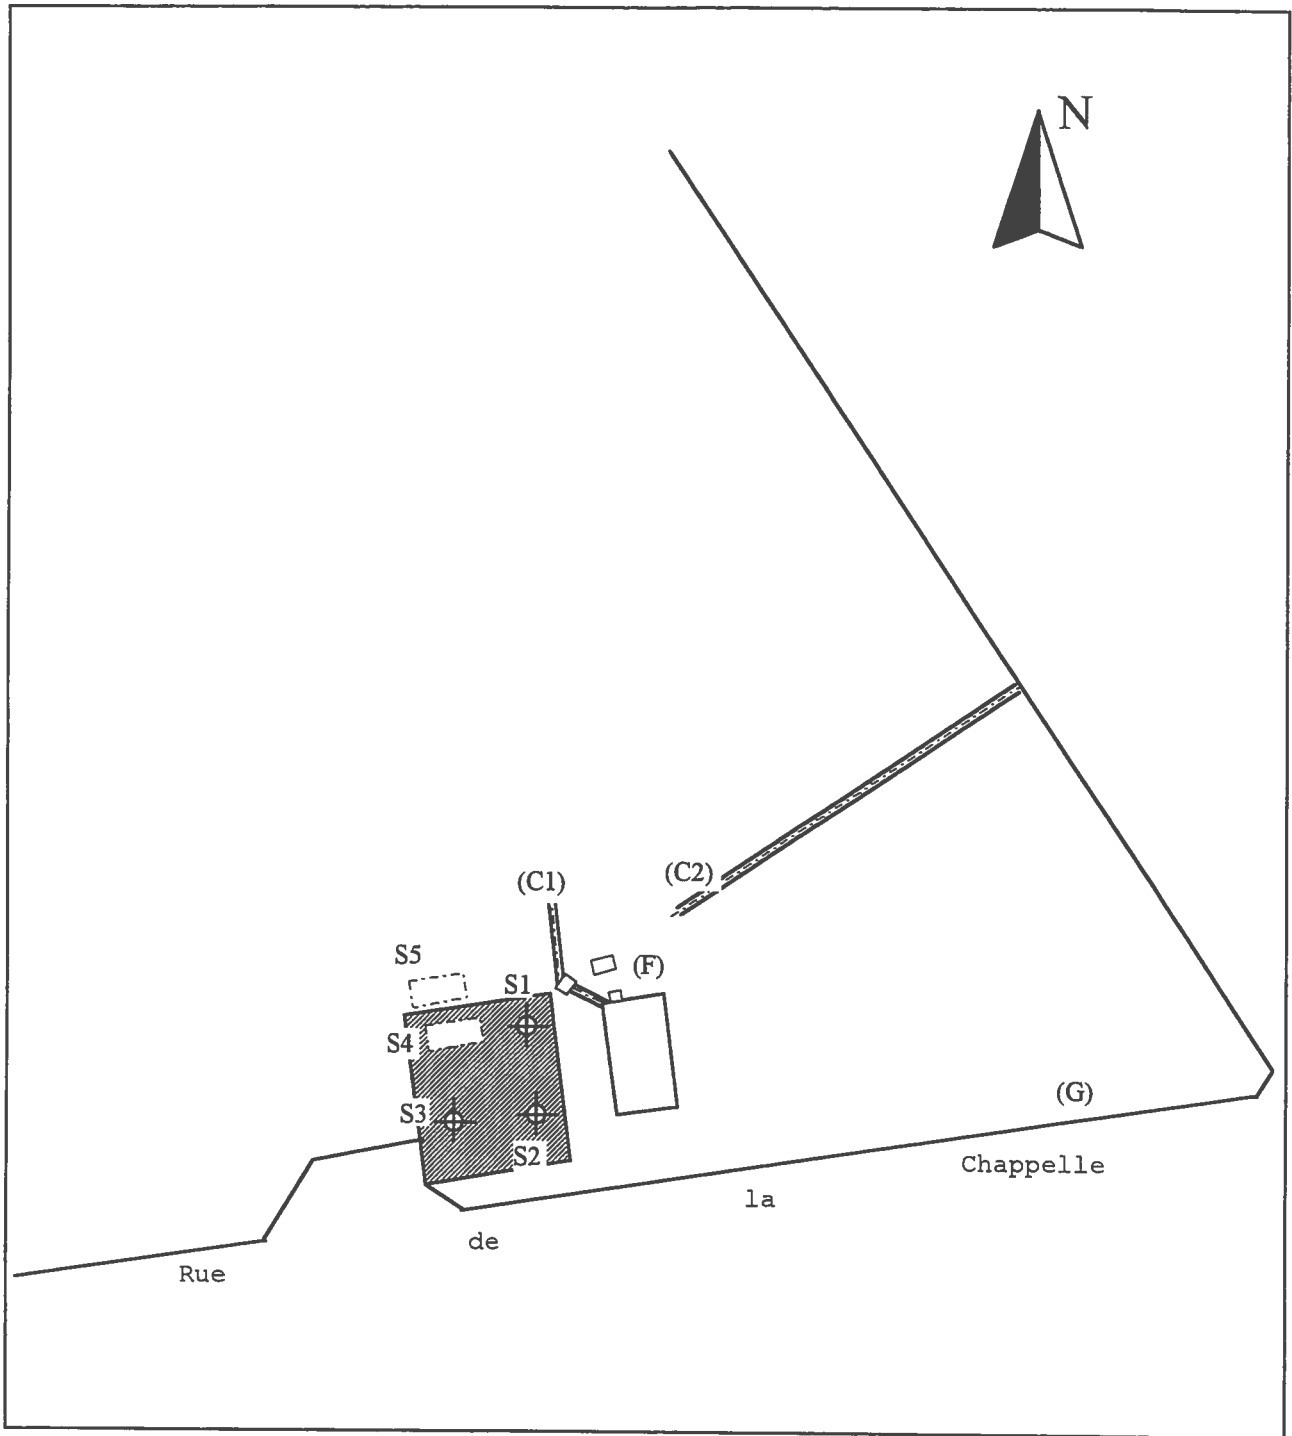 N
(C1)
(C2)
S5
S1
(F)
S4
S3
S2
(G)
Rue de la Chappelle